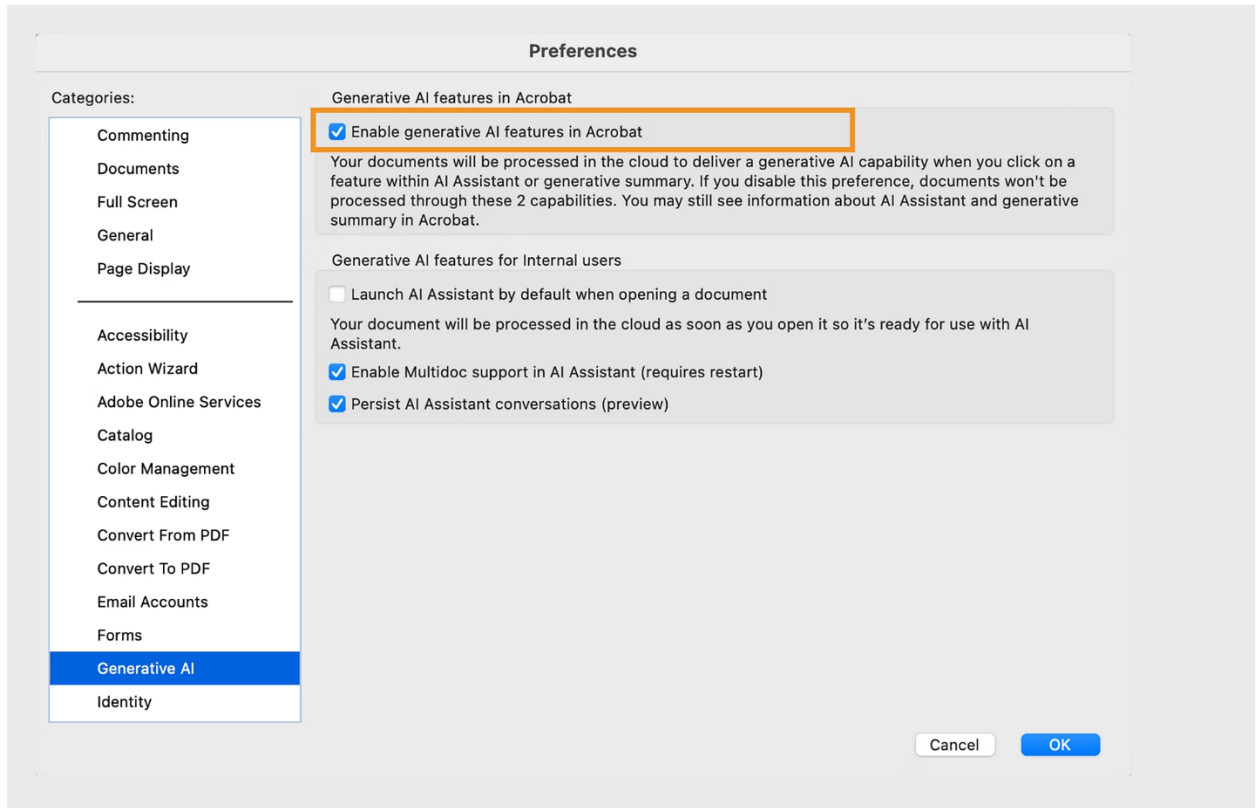 Preferences
Categories:
Commenting
Documents
Full Screen
General
Page Display
Accessibility
Action Wizard
Adobe Online Services
Catalog
Color Management
Content Editing
Convert From PDF
Convert To PDF
Email Accounts
Forms
Generative AI
Identity
Generative AI features in Acrobat
Enable generative AI features in Acrobat
Your documents will be processed in the cloud to deliver a generative AI capability when you click on a
feature within AI Assistant or generative summary. If you disable this preference, documents won't be
processed through these 2 capabilities. You may still see information about AI Assistant and generative
summary in Acrobat.
Generative AI features for Internal users
Launch AI Assistant by default when opening a document
Your document will be processed in the cloud as soon as you open it so it's ready for use with AI
Assistant.
Enable Multidoc support in AI Assistant (requires restart)
Persist AI Assistant conversations (preview)
Cancel
OK